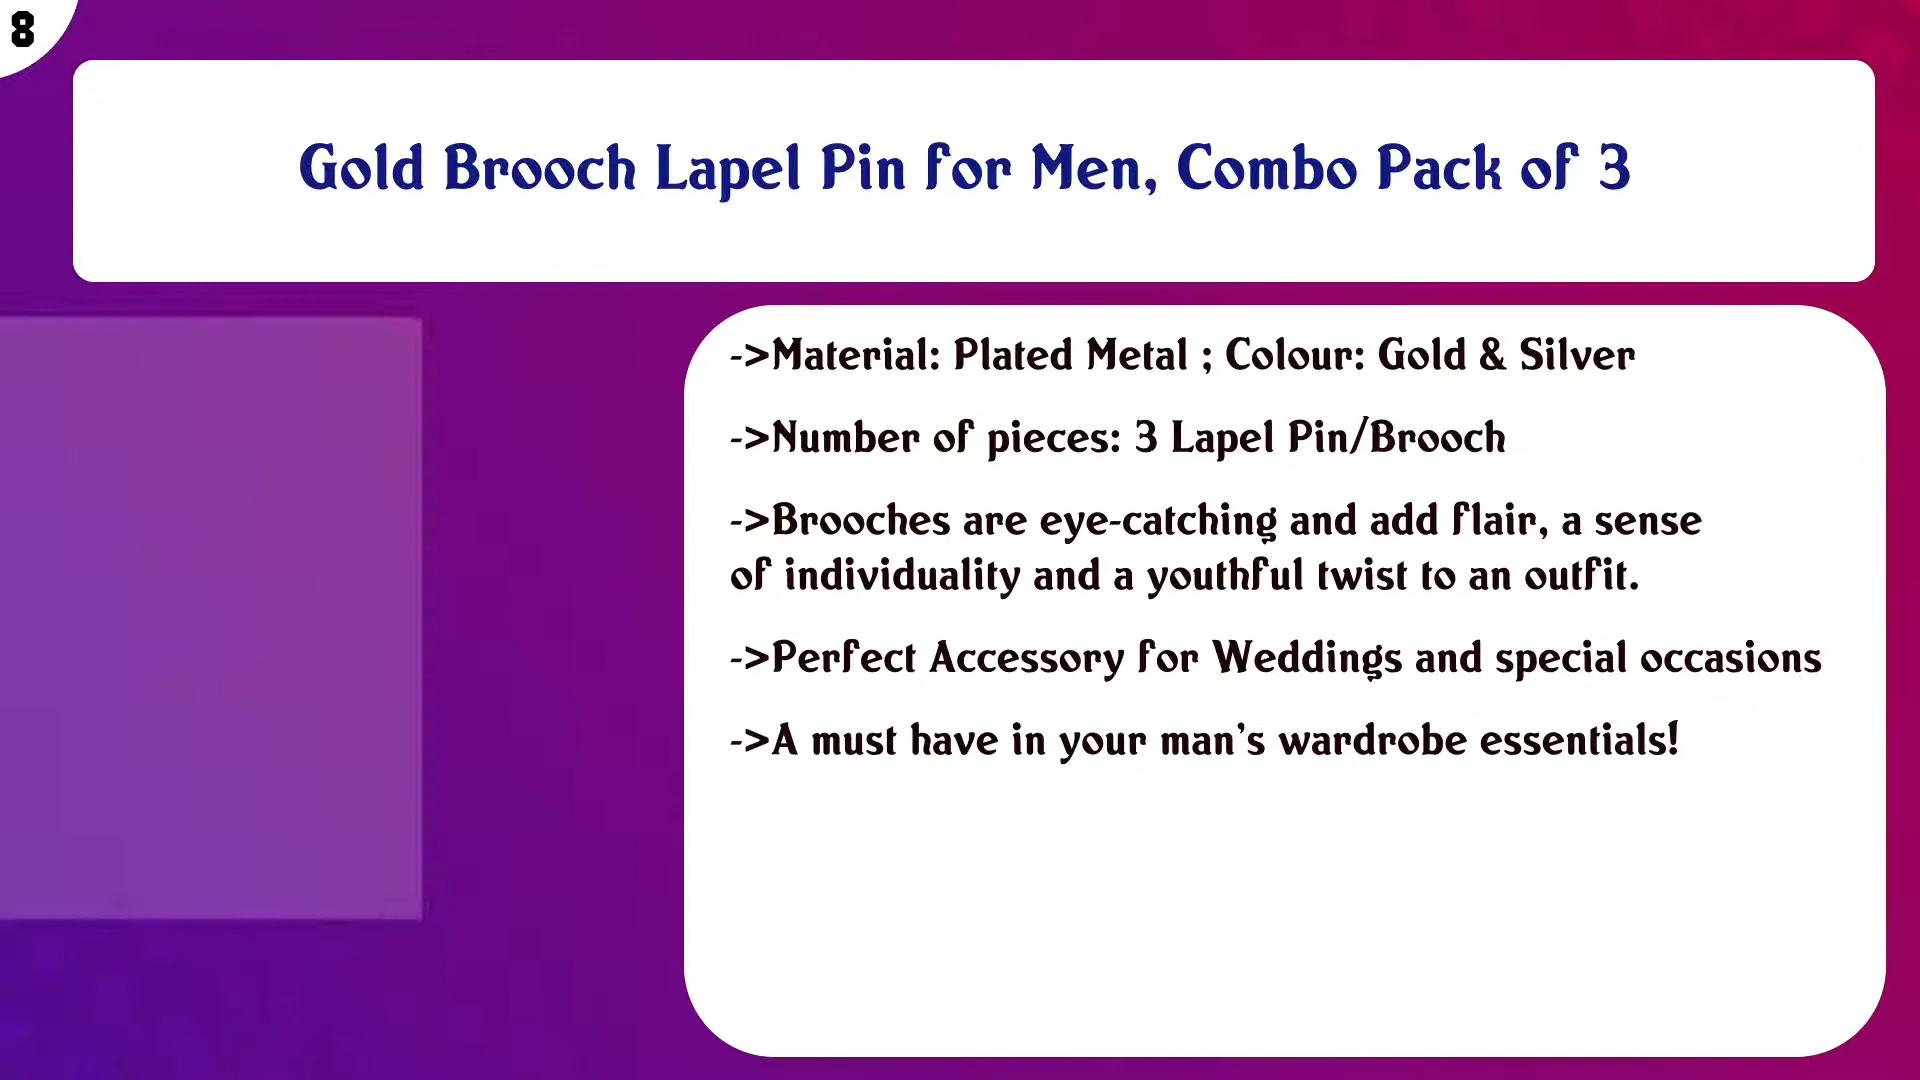 8
Gold Brooch Lapel Pin for Men, Combo Pack of 3
->Material: Plated Metal ; Colour: Gold & Silver
->Number of pieces: 3 Lapel Pin/Brooch
->Brooches are eye-catching and add flair, a sense
of individuality and a youthful twist to an outfit.
->Perfect Accessory for Weddings and special occasions
->A must have in your man's wardrobe essentials!